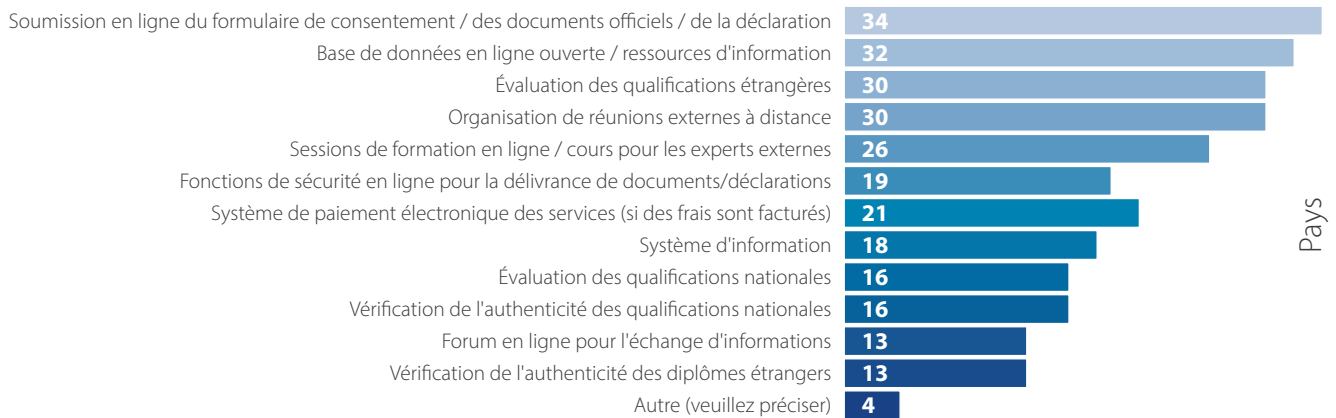 Soumission en ligne du formulaire de consentement / des documents officiels / de la déclaration 34
Base de données en ligne ouverte / ressources d'information 32
Évaluation des qualifications étrangères 30
Organisation de réunions externes à distance 30
Sessions de formation en ligne / cours pour les experts externes 26
Fonctions de sécurité en ligne pour la délivrance de documents/déclarations 19
Système de paiement électronique des services (si des frais sont facturés) 21
Système d'information 18
Évaluation des qualifications nationales 16
Vérification de l'authenticité des qualifications nationales 16
Forum en ligne pour l'échange d'informations 13
Vérification de l'authenticité des diplômes étrangers 13
Autre (veuillez préciser) 4
Pays